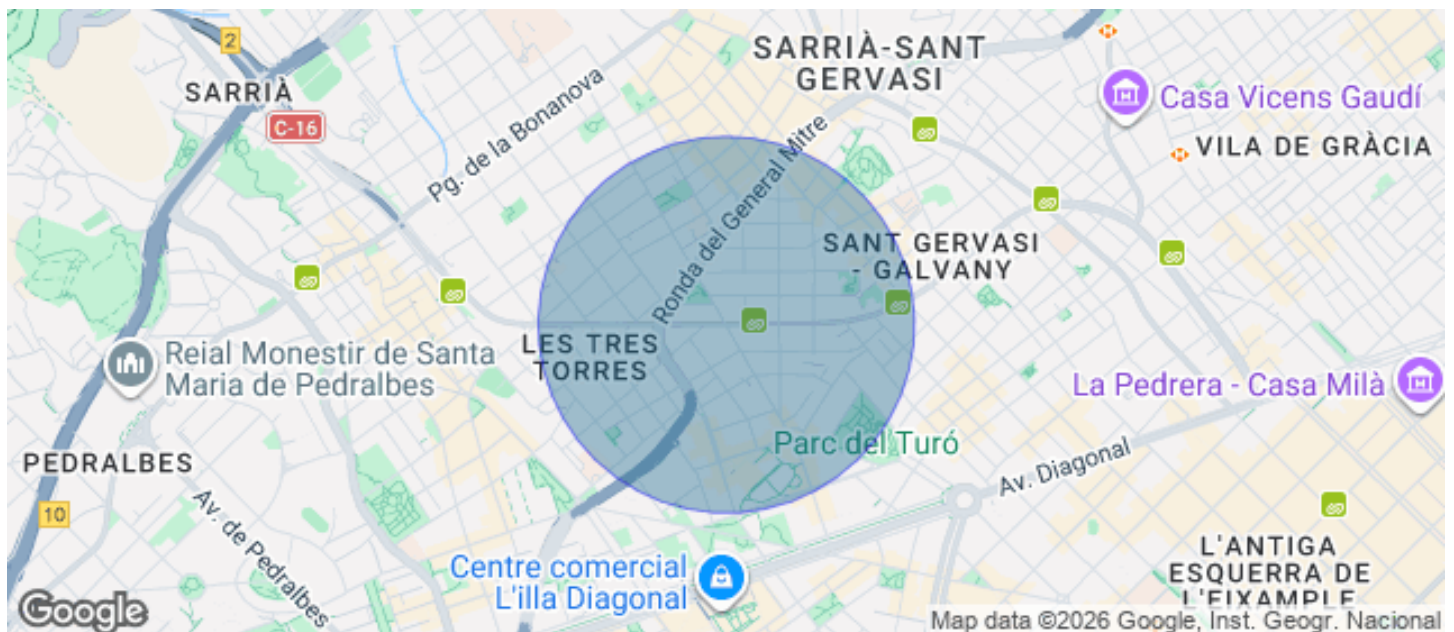 SARRIÀ-SANT
GERVASI
2
SARRIÀ
Casa Vicens Gaudí
C-16
Pg. de la Bonanova
Ronda del General Mitre
VILA DE GRÀCIA
SANT GERVASI
- GALVANY
LES TRES
TORRES
Reial Monestir de Santa
Maria de Pedralbes
La Pedrera - Casa Milà
Parc del Turó
Av. Diagonal
PEDRALBES
10
Av. de Pedralbes
Centre comercial
L'illa Diagonal
L'ANTIGA
ESQUERRA DE
L'EIXAMPLE
Google
Map data ©2026 Google, Inst. Geogr. Nacional